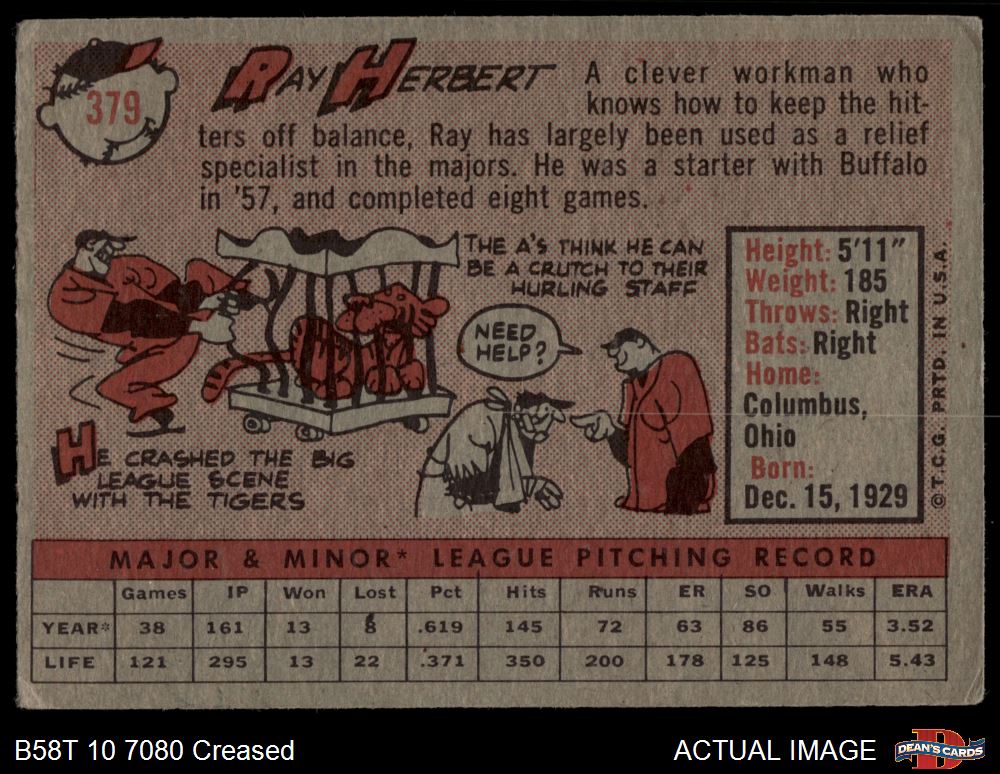 379
RAY HERBERT
A clever workman who
knows how to keep the hit-
ters off balance, Ray has largely been used as a relief
specialist in the majors. He was a starter with Buffalo
in '57, and completed eight games.
THE A'S THINK HE CAN
BE A CRUTCH TO THEIR
HURLING STAFF
NEED
HELP?
HE CRASHED THE BIG
LEAGUE SCENE
WITH THE TIGERS
Height: 5'11"
Weight: 185
Throws: Right
Bats: Right
Home:
Columbus,
Ohio
Born:
Dec. 15, 1929
©T.C.G. PRTD. IN U.S.A.
MAJOR & MINOR* LEAGUE PITCHING RECORD
Games IP Won Lost Pct Hits Runs ER SO Walks ERA
YEAR* 38 161 13 8 .619 145 72 63 86 55 3.52
LIFE 121 295 13 22 .371 350 200 178 125 148 5.43
B58T 10 7080 Creased
ACTUAL IMAGE
D
DEAN'S CARDS